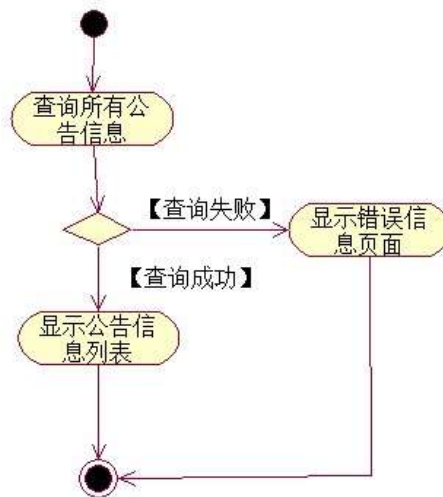 查询所有公
告信息
【查询失败】
显示错误信
息页面
【查询成功】
显示公告信
息列表